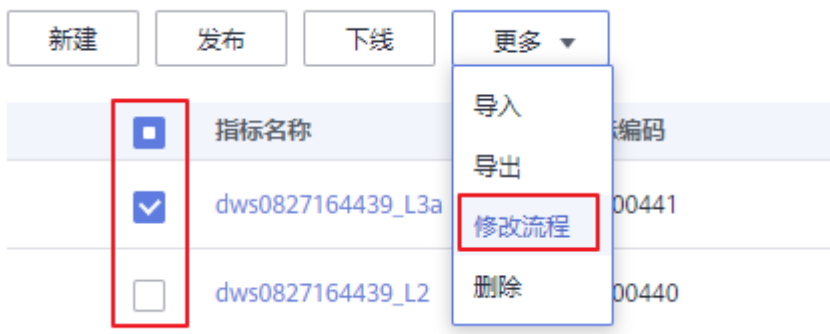 新建 发布 下线 更多
导入
指标名称 编码
导出
dws0827164439_L3a 00441
修改流程
删除
dws0827164439_L2 00440